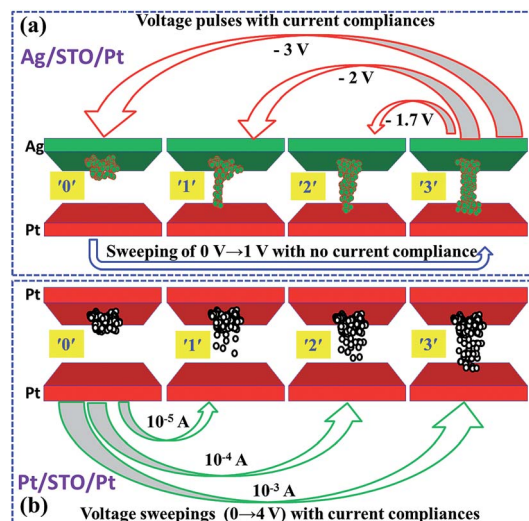 (a)
Voltage pulses with current compliances
Ag/STO/Pt
- 3 V
- 2 V
- 1.7 V
Ag
'0'
'1'
'2'
'3'
Pt
Sweeping of 0 V→1 V with no current compliance
Pt
'0'
'1'
'2'
'3'
Pt
10⁻⁵ A
10⁻⁴ A
10⁻³ A
Pt/STO/Pt
(b)
Voltage sweepings (0→4 V) with current compliances